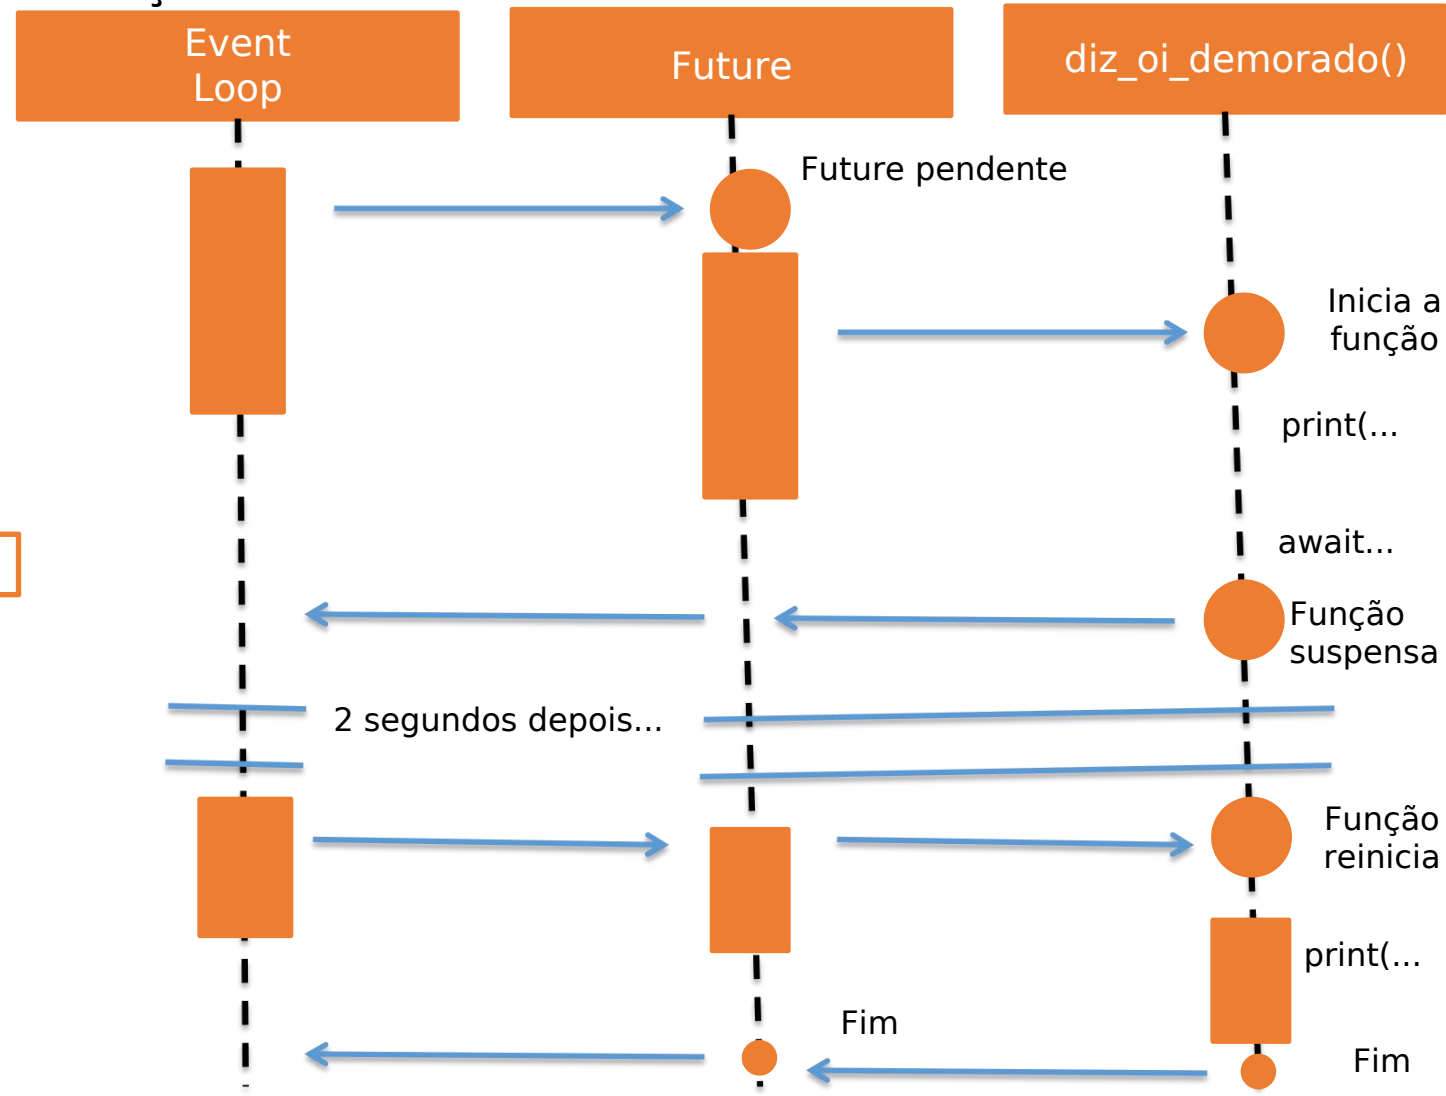 Event
Loop
Future
diz_oi_demorado()
Future pendente
Inicia a
função
print(...
await...
Função
suspensa
2 segundos depois...
Função
reinicia
print(...
Fim
Fim